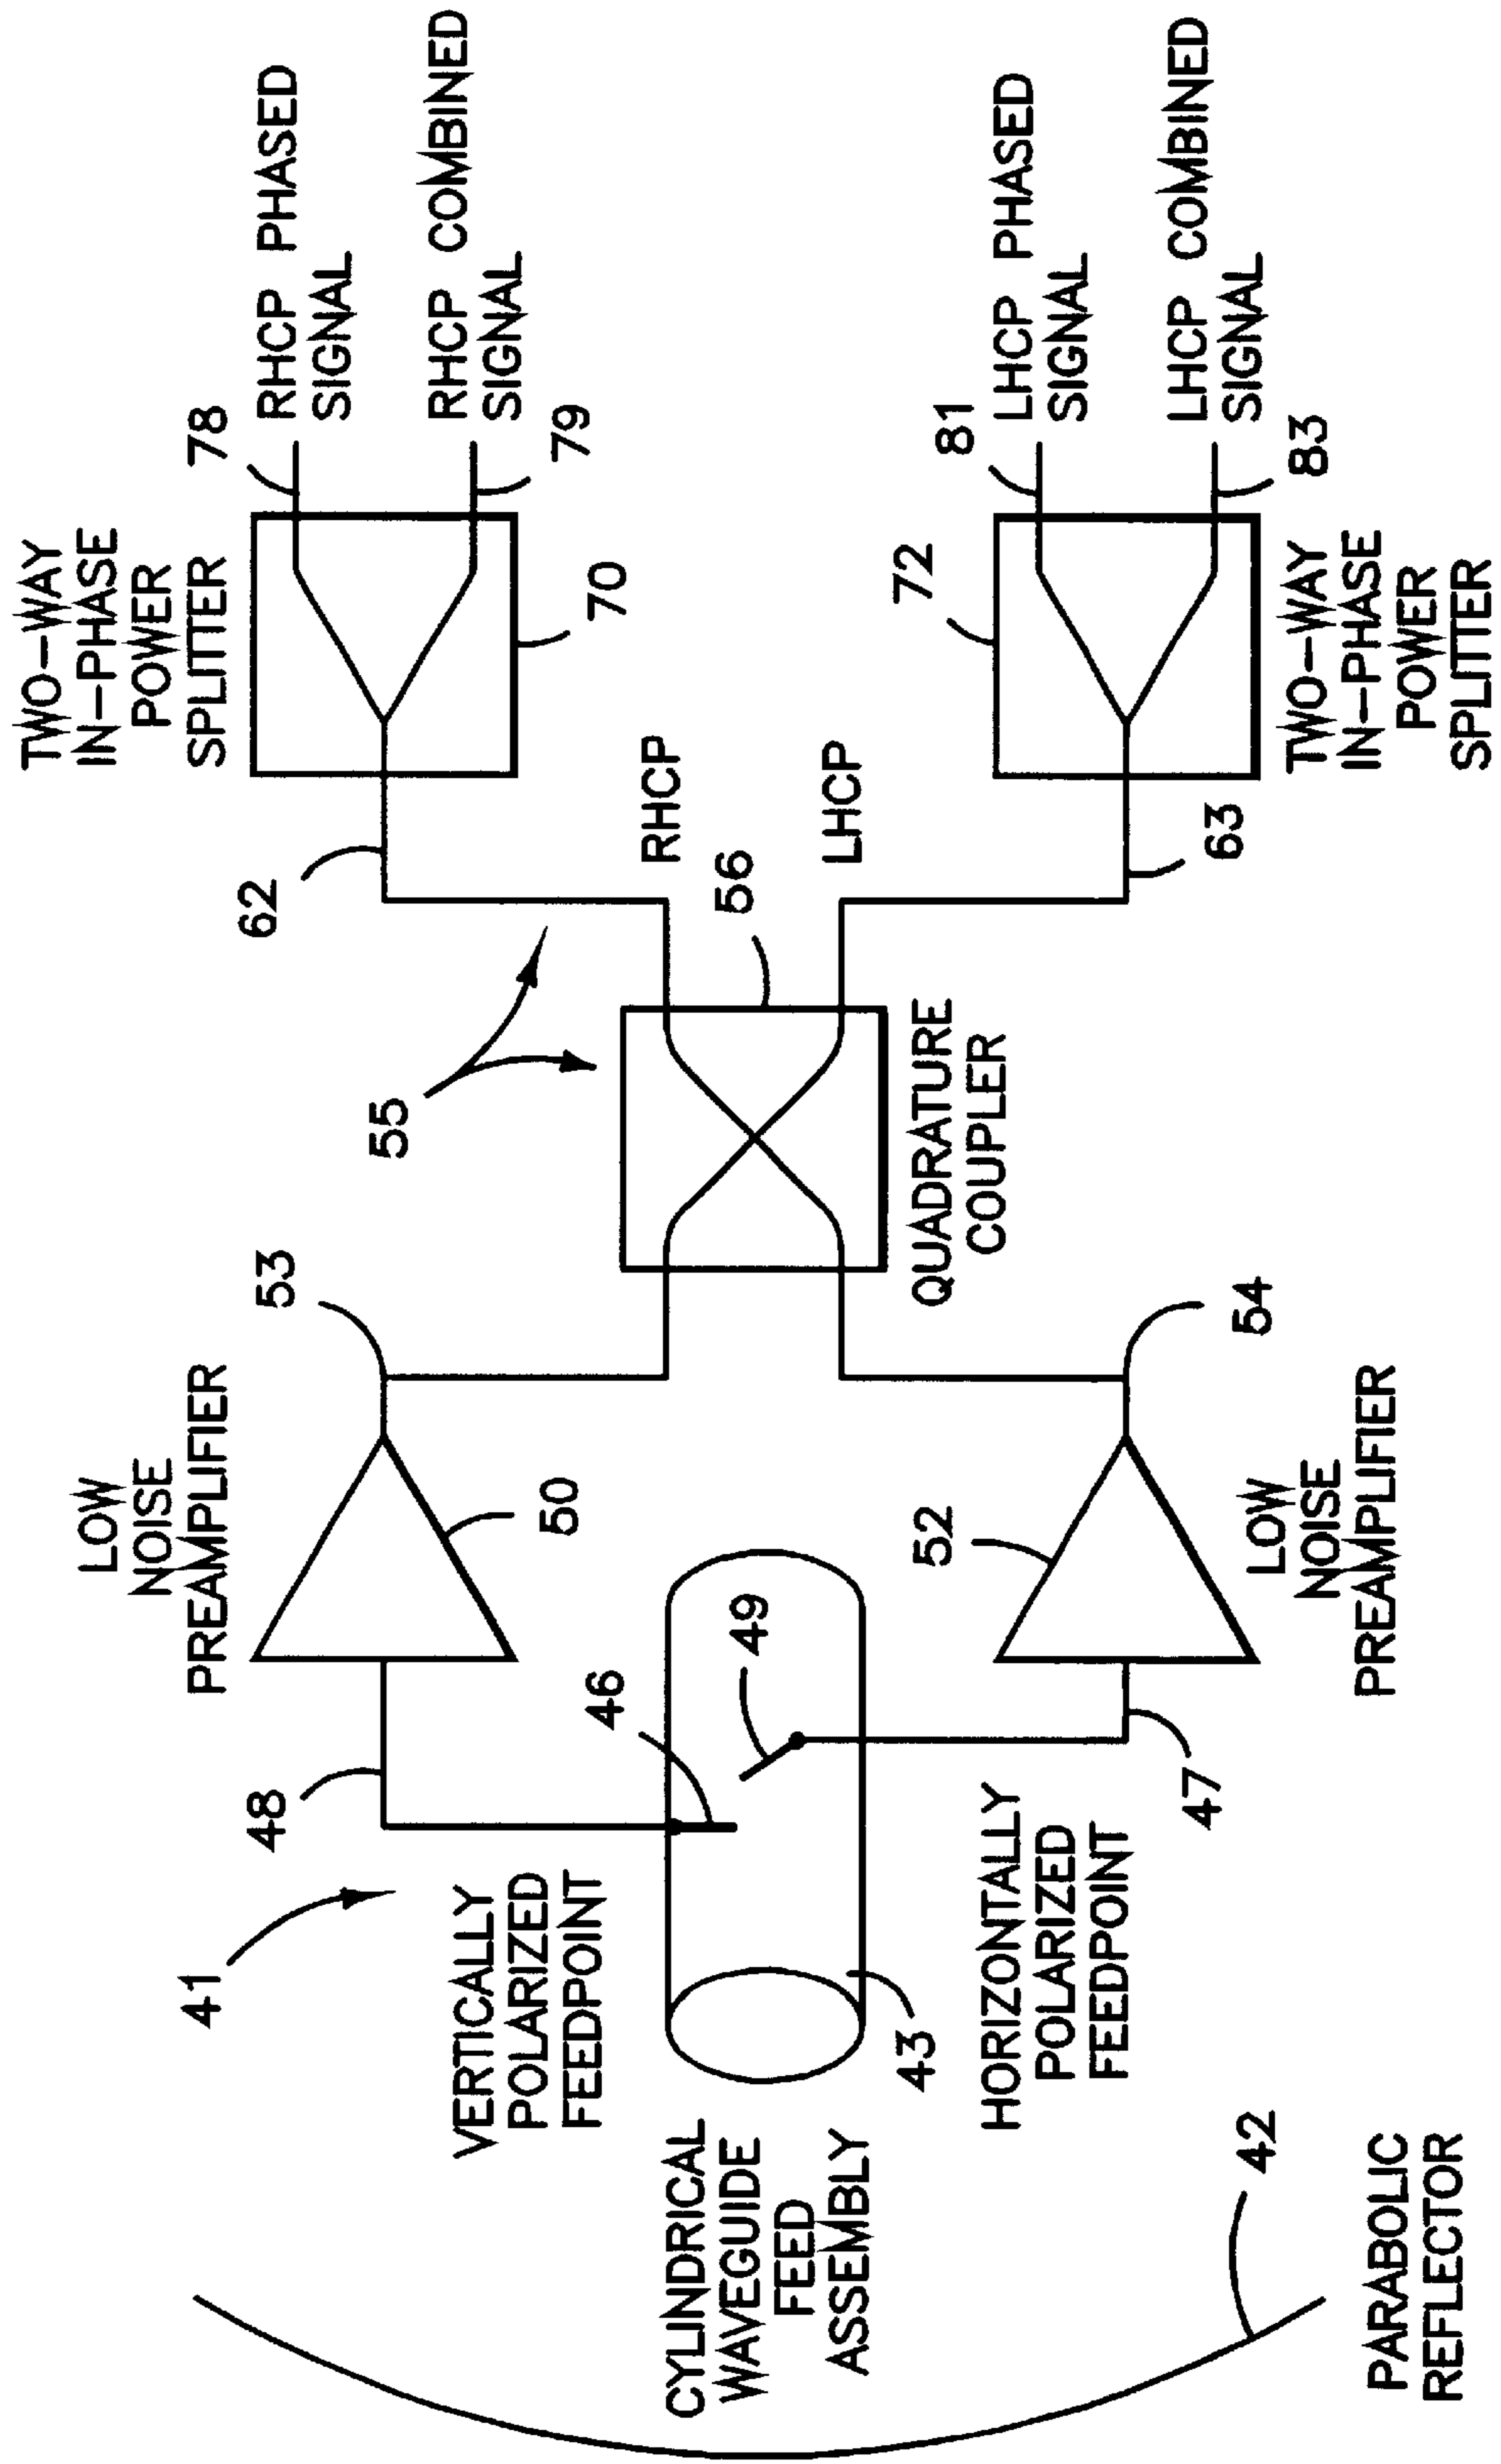 TWO-WAY
IN-PHASE
POWER
SPLITTER
78
RHCP PHASED
SIGNAL
RHCP COMBINED
SIGNAL
79
70
62
RHCP
LHCP
56
55
QUADRATURE
COUPLER
72
81
LHCP PHASED
SIGNAL
LHCP COMBINED
SIGNAL
83
63
TWO-WAY
IN-PHASE
POWER
SPLITTER
LOW
NOISE
PREAMPLIFIER
53
50
48
46
49
41
VERTICALLY
POLARIZED
FEEDPOINT
52
54
LOW
NOISE
PREAMPLIFIER
47
HORIZONTALLY
POLARIZED
FEEDPOINT
43
CYLINDRICAL
WAVEGUIDE
FEED
ASSEMBLY
42
PARABOLIC
REFLECTOR